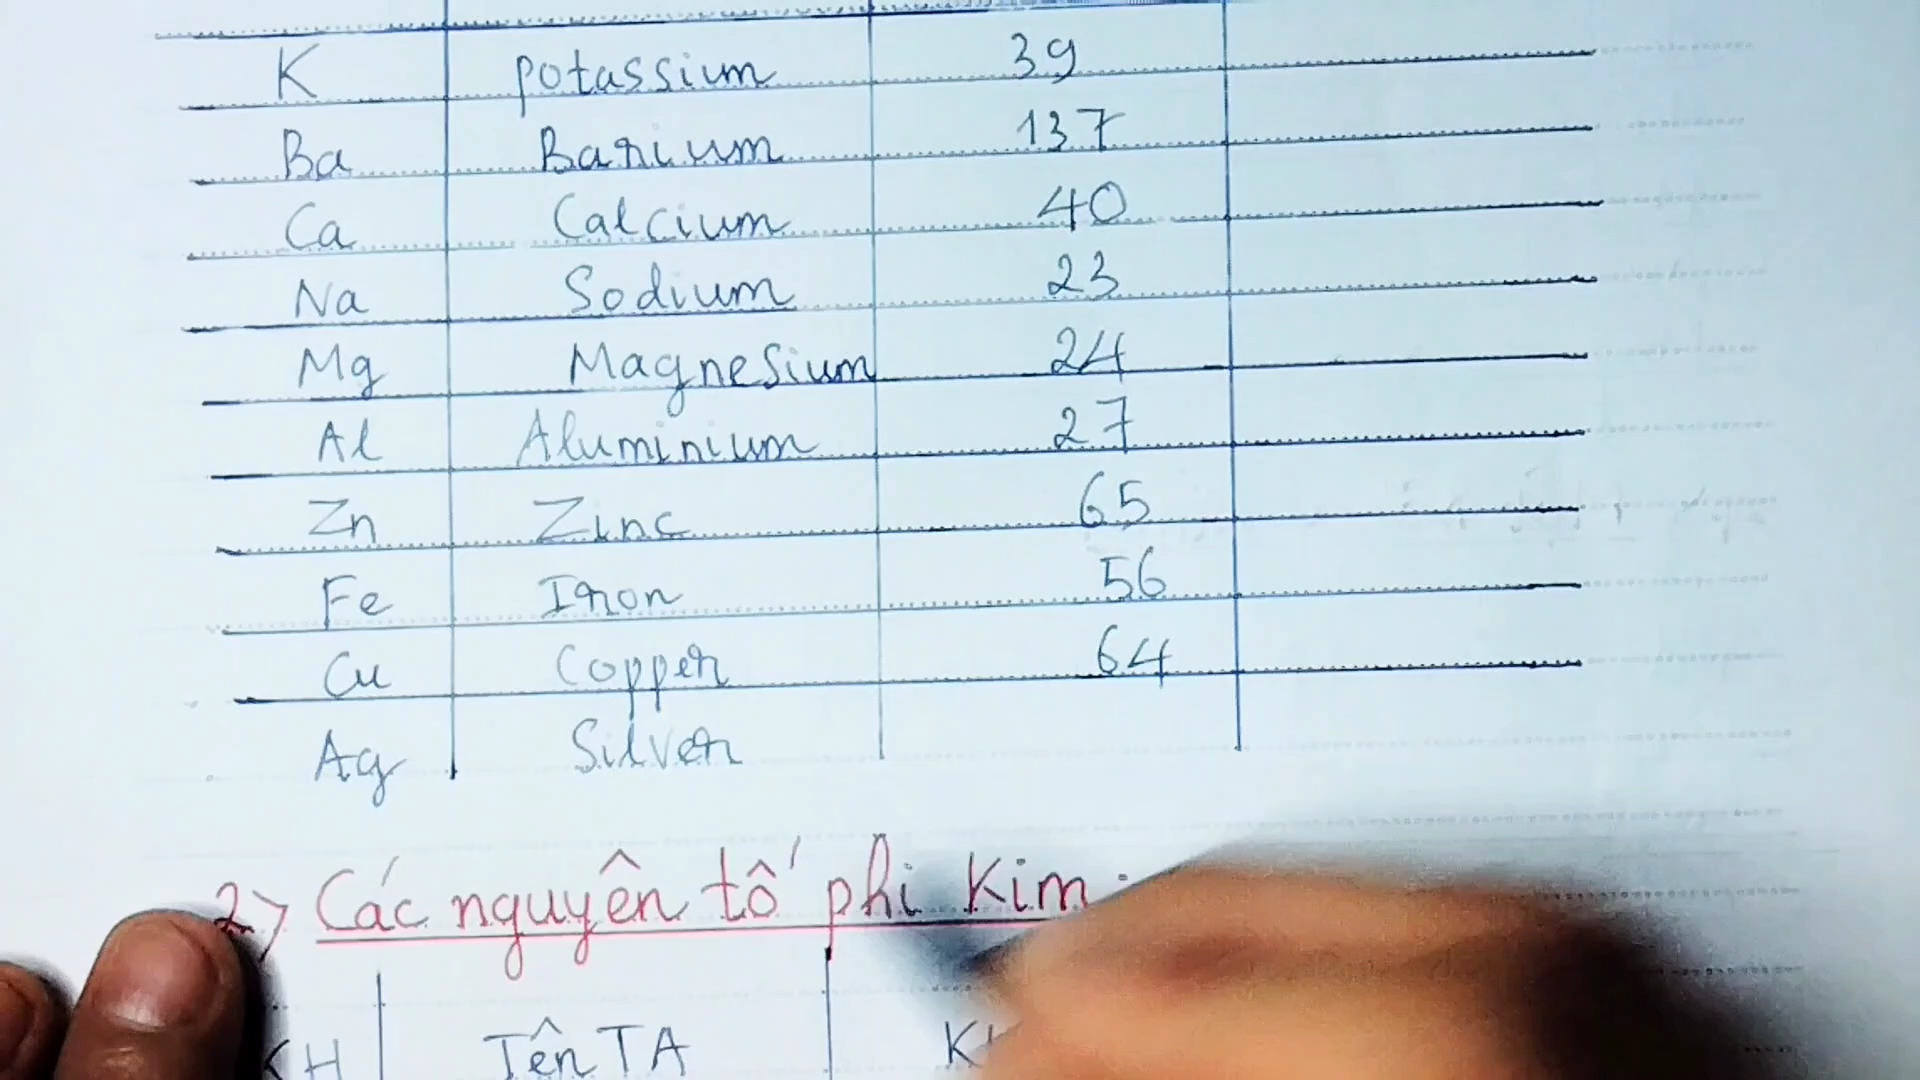 K potassium 39
Ba Barium 137
Ca Calcium 40
Na Sodium 23
Mg Magnesium 24
Al Aluminium 27
Zn Zinc 65
Fe Iron 56
Cu Copper 64
Ag Silver
2) Các nguyên tố phi kim:
KH Tên TA